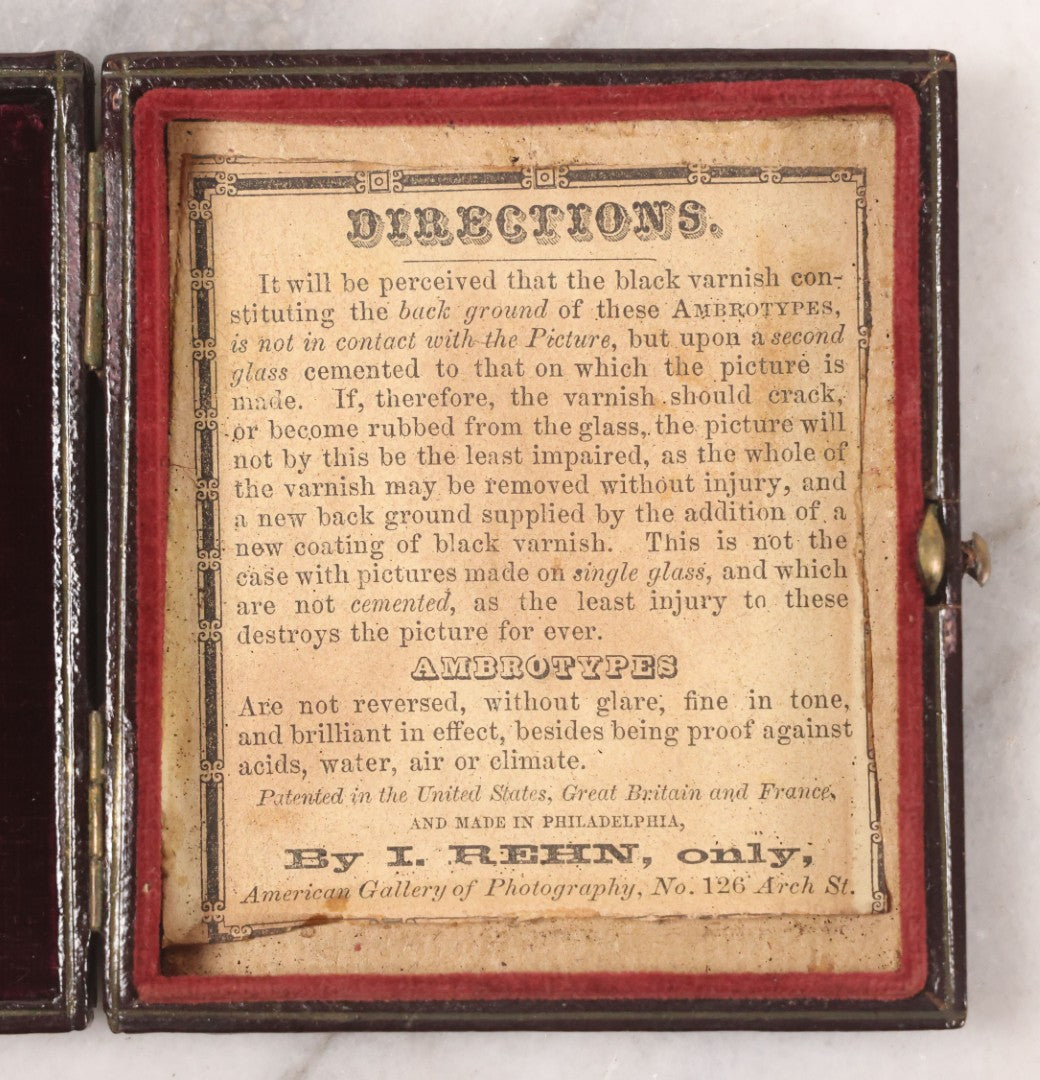 DIRECTIONS.
It will be perceived that the black varnish con-
stituting the back ground of these AMBROTYPES,
is not in contact with the Picture, but upon a second
glass cemented to that on which the picture is
made. If, therefore, the varnish should crack,
or become rubbed from the glass, the picture will
not by this be the least impaired, as the whole of
the varnish may be removed without injury, and
a new back ground supplied by the addition of a
new coating of black varnish. This is not the
case with pictures made on single glass, and which
are not cemented, as the least injury to these
destroys the picture for ever.
AMBROTYPES
Are not reversed, without glare, fine in tone,
and brilliant in effect, besides being proof against
acids, water, air or climate.
Patented in the United States, Great Britain and France,
AND MADE IN PHILADELPHIA,
By I. REHN, only,
American Gallery of Photography, No. 126 Arch St.